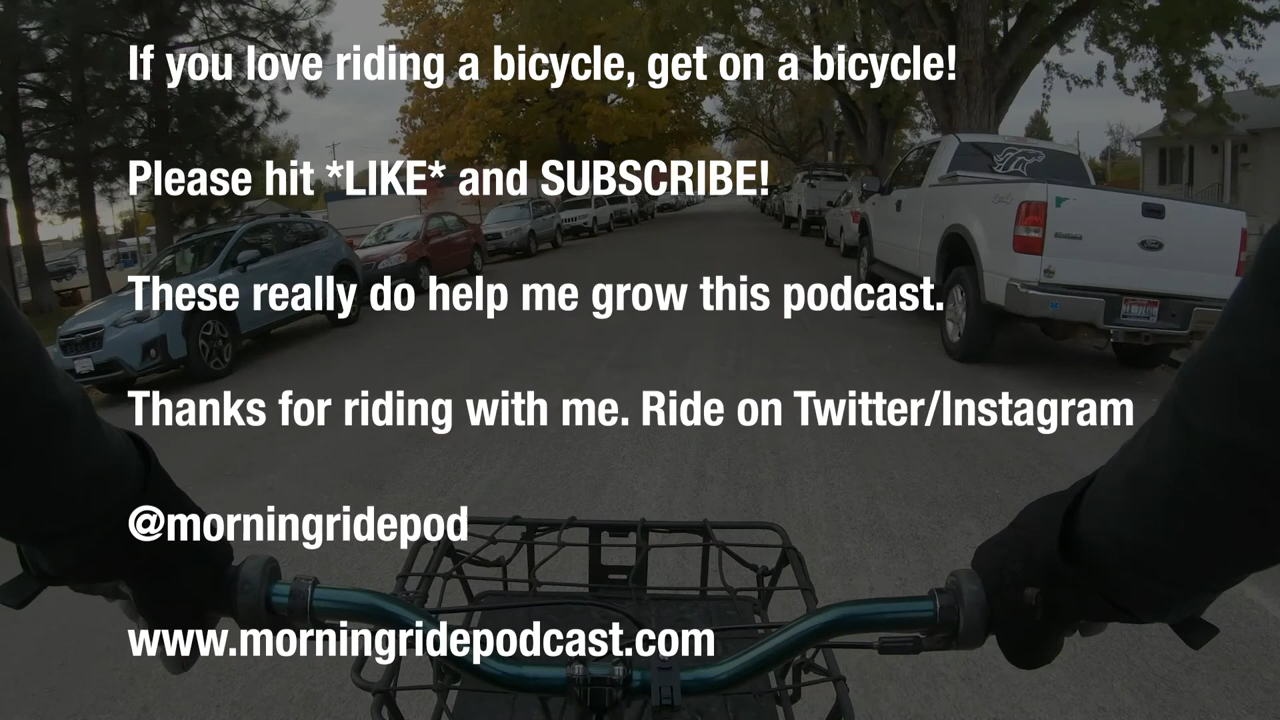 If you love riding a bicycle, get on a bicycle!
Please hit *LIKE* and SUBSCRIBE!
These really do help me grow this podcast.
Thanks for riding with me. Ride on Twitter/Instagram
@morningridepod
www.morningridepodcast.com
Ford